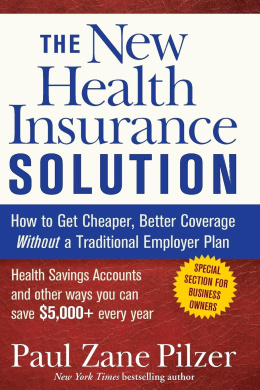 THE New
Health
Insurance
SOLUTION
How to Get Cheaper, Better Coverage
Without a Traditional Employer Plan
Health Savings Accounts
and other ways you can
save $5,000+ every year
SPECIAL
SECTION FOR
BUSINESS
OWNERS
Paul Zane Pilzer
New York Times bestselling author